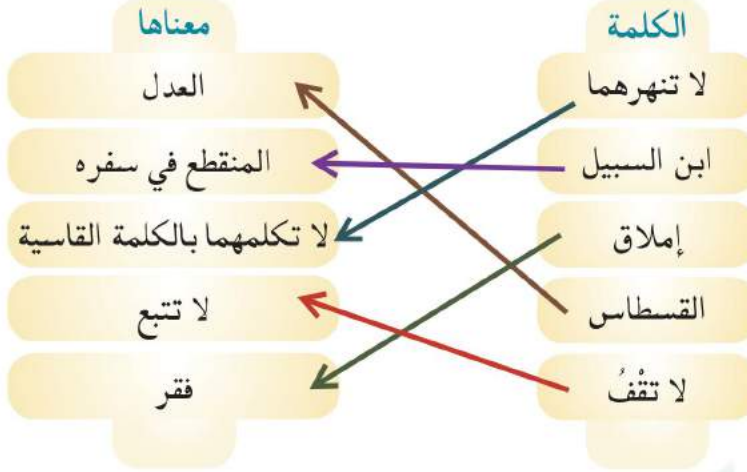 الكلمة معناها
لا تنهرهما العدل
ابن السبيل المنقطع في سفره
إملاق لا تكلمهما بالكلمة القاسية
القسطاس لا تتبع
لا تقْفُ فقر